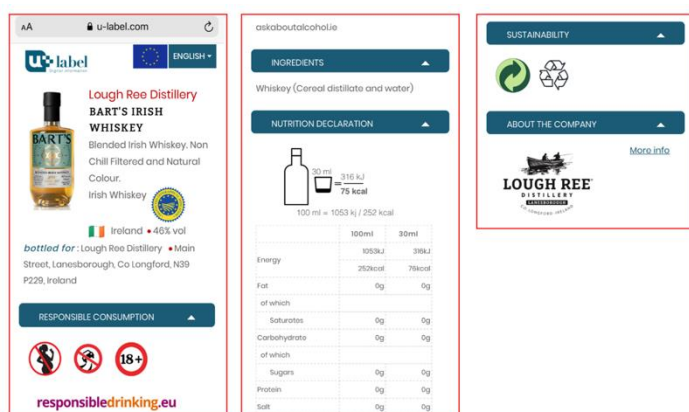 AA u-label.com
u-label
ENGLISH
Lough Ree Distillery
BART'S IRISH
WHISKEY
BART'S
Blended Irish Whiskey. Non
Chill Filtered and Natural
Colour.
Irish Whiskey
Ireland • 46% vol
bottled for : Lough Ree Distillery • Main
Street, Lanesborough, Co Longford, N39
P229, Ireland
RESPONSIBLE CONSUMPTION
18+
responsibledrinking.eu
askaboutalcohol.ie
INGREDIENTS
Whiskey (Cereal distillate and water)
NUTRITION DECLARATION
30 ml = 316 kJ
75 kcal
100 ml = 1053 kj / 252 kcal
100ml 30ml
Energy 1053kJ 316kJ
252kcal 76kcal
Fat 0g 0g
of which
Saturates 0g 0g
Carbohydrate 0g 0g
of which
Sugars 0g 0g
Protein 0g 0g
Salt 0g 0g
SUSTAINABILITY
ABOUT THE COMPANY
More info
LOUGH REE
DISTILLERY
LANESBOROUGH
CO. LONGFORD IRELAND